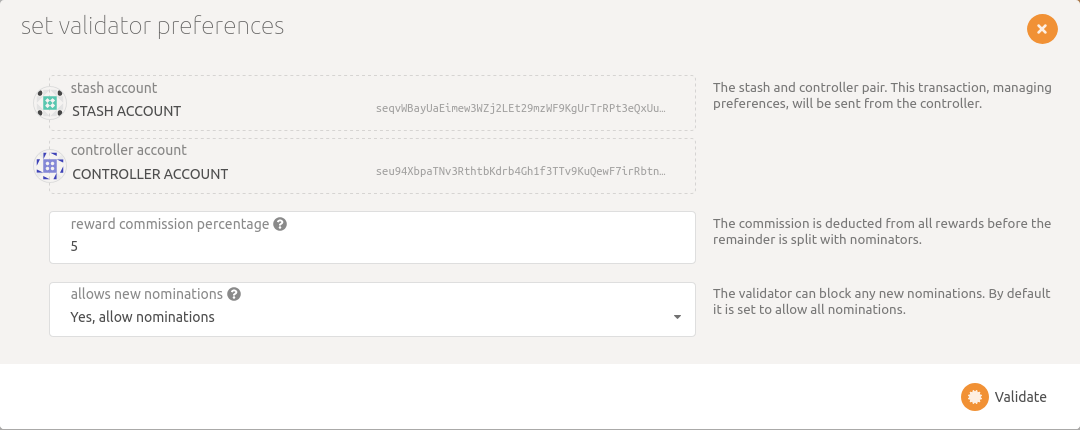 set validator preferences
stash account
STASH ACCOUNT
seqvWBayUaEimew3WZj2LEt29mzWF9KgUrTrRPt3eQxUu…
The stash and controller pair. This transaction, managing
preferences, will be sent from the controller.
controller account
CONTROLLER ACCOUNT
seu94XbpaTNv3RthtbKdrb4Gh1f3TTv9KuQewF7irRbtn…
reward commission percentage
5
The commission is deducted from all rewards before the
remainder is split with nominators.
allows new nominations
Yes, allow nominations
The validator can block any new nominations. By default
it is set to allow all nominations.
Validate